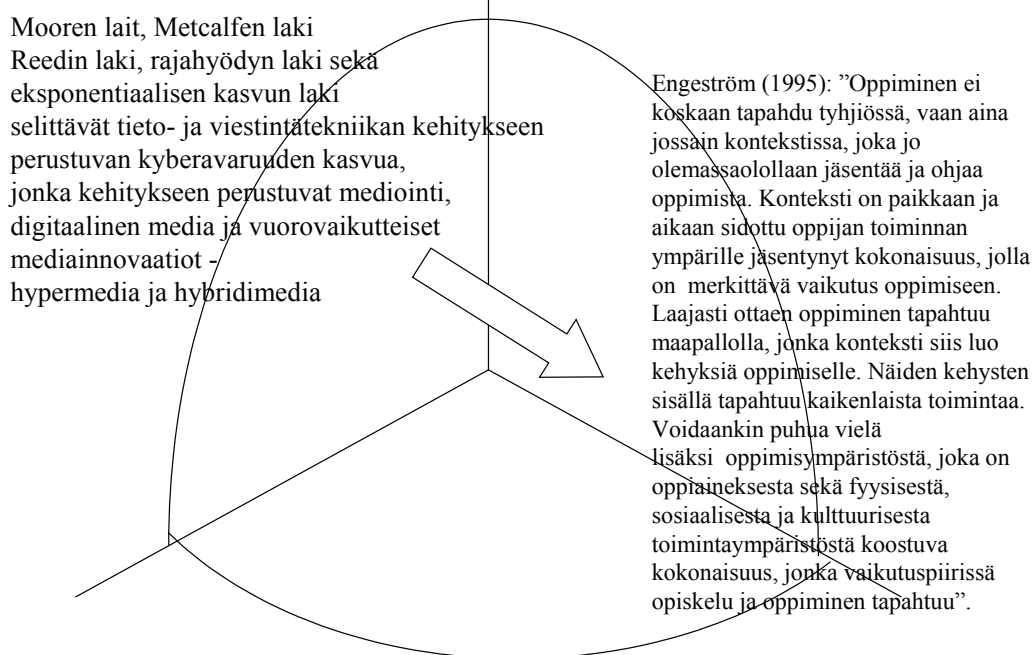 Mooren lait, Metcalfen laki
Reedin laki, rajahyödyn laki sekä
eksponentiaalisen kasvun laki
selittävät tieto- ja viestintätekniikan kehitykseen
perustuvan kyberavaruuden kasvua,
jonka kehitykseen perustuvat mediointi,
digitaalinen media ja vuorovaikutteiset
mediainnovaatiot -
hypermedia ja hybridimedia
Engeström (1995): ”Oppiminen ei
koskaan tapahdu tyhjiössä, vaan aina
jossain kontekstissa, joka jo
olemassaolollaan jäsentää ja ohjaa
oppimista. Konteksti on paikkaan ja
aikaan sidottu oppijan toiminnan
ympärille jäsentynyt kokonaisuus, jolla
on merkittävä vaikutus oppimiseen.
Laajasti ottaen oppiminen tapahtuu
maapallolla, jonka konteksti siis luo
kehyksiä oppimiselle. Näiden kehysten
sisällä tapahtuu kaikenlaista toimintaa.
Voidaankin puhua vielä
lisäksi oppimisympäristöstä, joka on
oppiaineksesta sekä fyysisestä,
sosiaalisesta ja kulttuurisesta
toimintaympäristöstä koostuva
kokonaisuus, jonka vaikutuspiirissä
opiskelu ja oppiminen tapahtuu”.